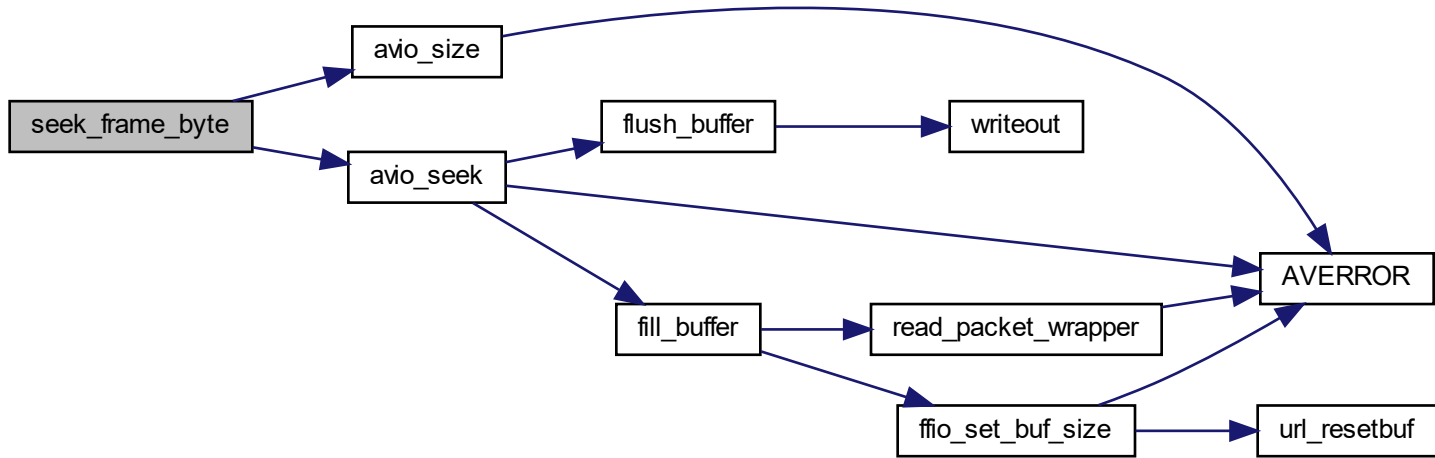 avio_size
seek_frame_byte
flush_buffer
writeout
avio_seek
AVERROR
fill_buffer
read_packet_wrapper
ffio_set_buf_size
url_resetbuf